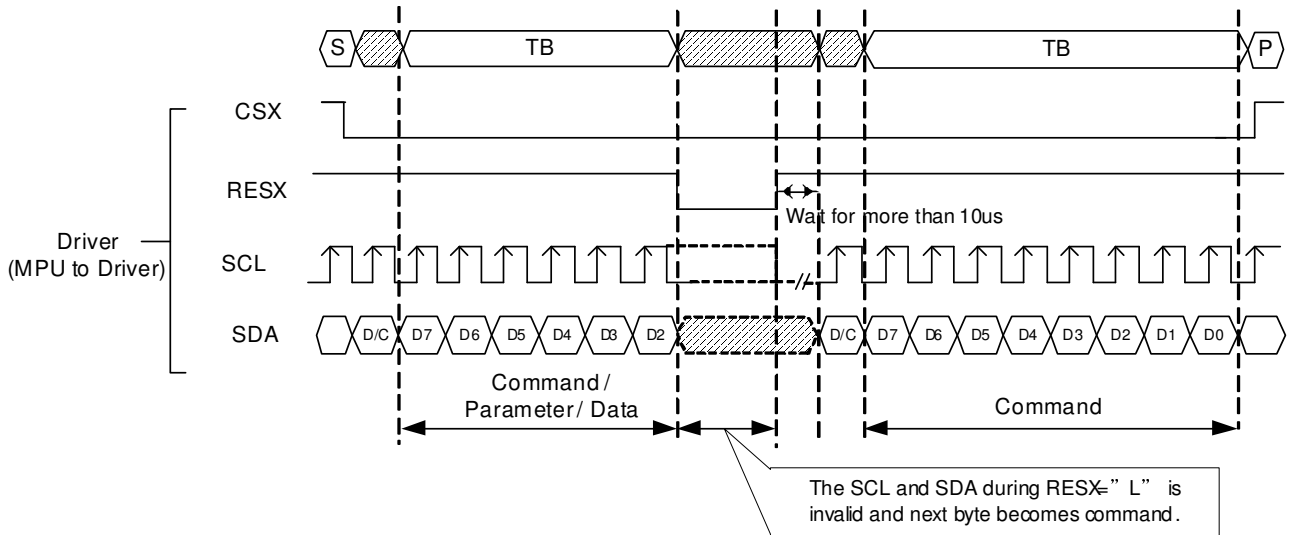 S TB TB P
CSX
RESX
Wait for more than 10us
Driver
(MPU to Driver)
SCL
SDA D/C D7 D6 D5 D4 D3 D2 D/C D7 D6 D5 D4 D3 D2 D1 D0
Command /
Parameter / Data
Command
The SCL and SDA during RESX=”L” is
invalid and next byte becomes command.